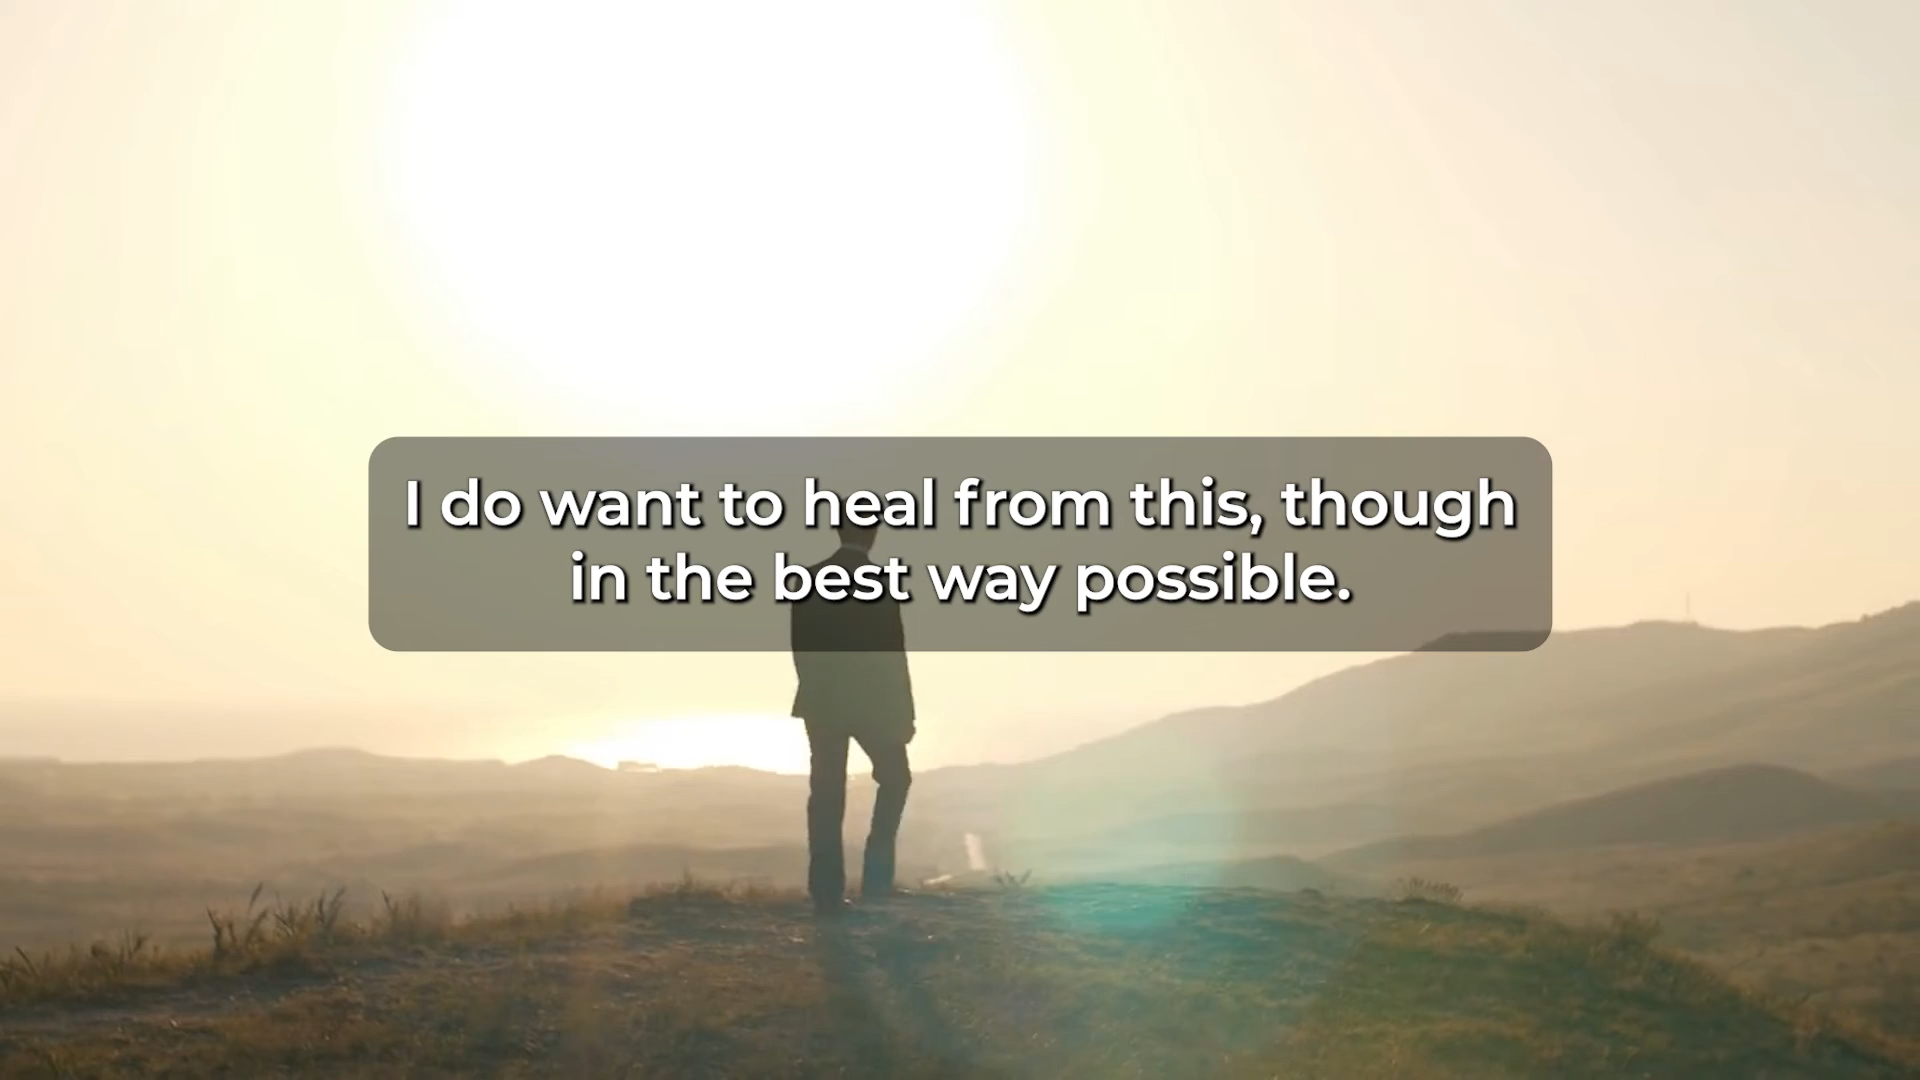 I do want to heal from this, though
in the best way possible.